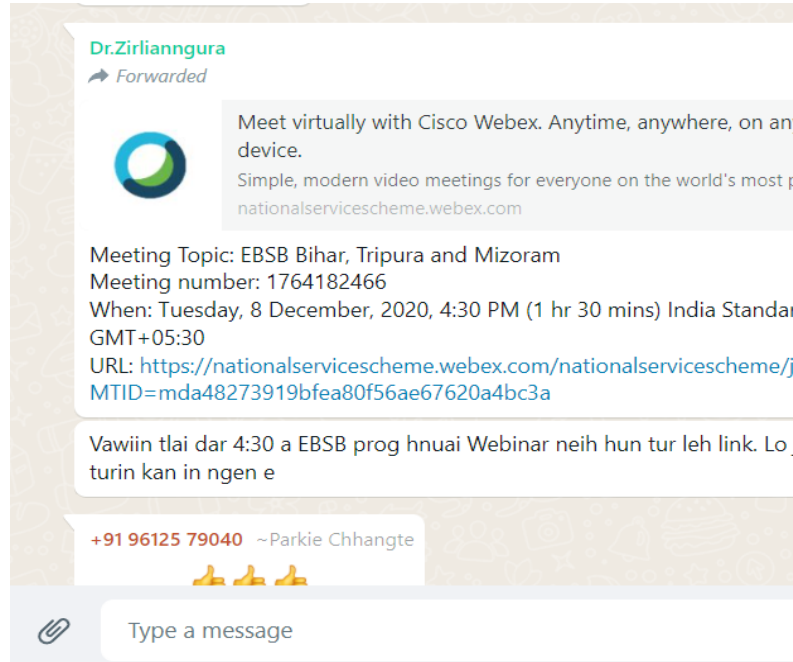 Dr.Zirlianngura
Forwarded
Meet virtually with Cisco Webex. Anytime, anywhere, on
device.
Simple, modern video meetings for everyone on the world's most
nationalservicescheme.webex.com
Meeting Topic: EBSB Bihar, Tripura and Mizoram
Meeting number: 1764182466
When: Tuesday, 8 December, 2020, 4:30 PM (1 hr 30 mins) India
GMT+05:30
URL: https://nationalservicescheme.webex.com/nationalservicescheme/j
MTID=mda48273919bfea80f56ae67620a4bc3a
Vawiin tlai dar 4:30 a EBSB prog hnuai Webinar neih hun tur leh link. Lo
turin kan in ngen e
+91 96125 79040 ~Parkie Chhangte
Type a message